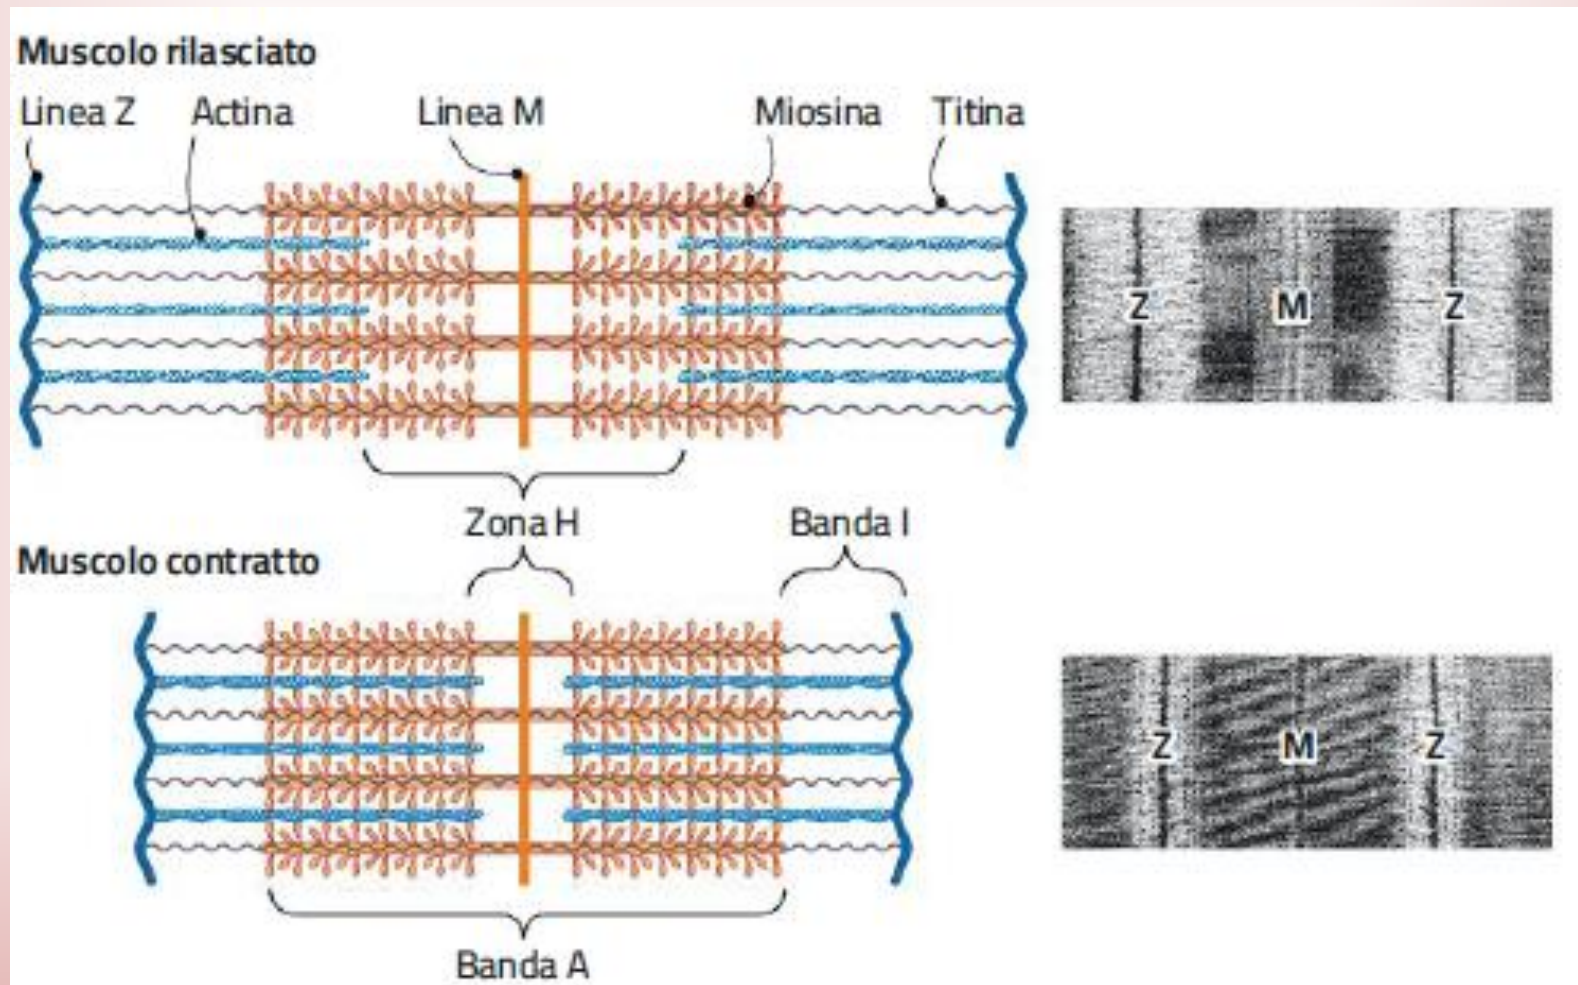 Muscolo rilasciato
Linea Z Actina Linea M Miosina Titina
Z M Z
Zona H Banda I
Muscolo contratto
Z M Z
Banda A